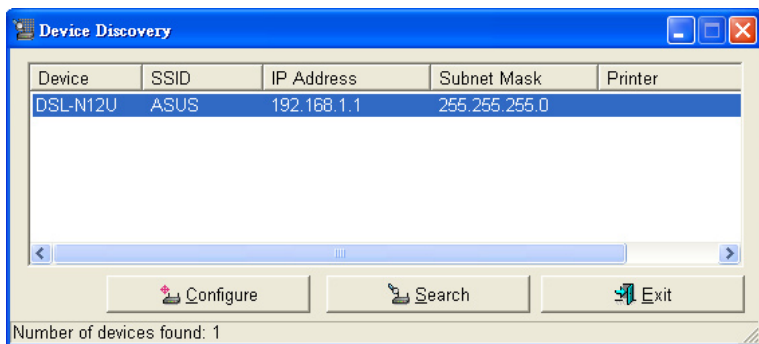 Device Discovery
Device SSID IP Address Subnet Mask Printer
DSL-N12U ASUS 192.168.1.1 255.255.255.0
Configure Search Exit
Number of devices found: 1